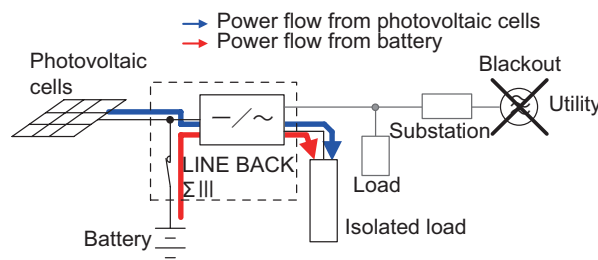 Power flow from photovoltaic cells
Power flow from battery
Photovoltaic
cells
Blackout
Utility
Substation
LINE BACK
Σ III
Load
Isolated load
Battery